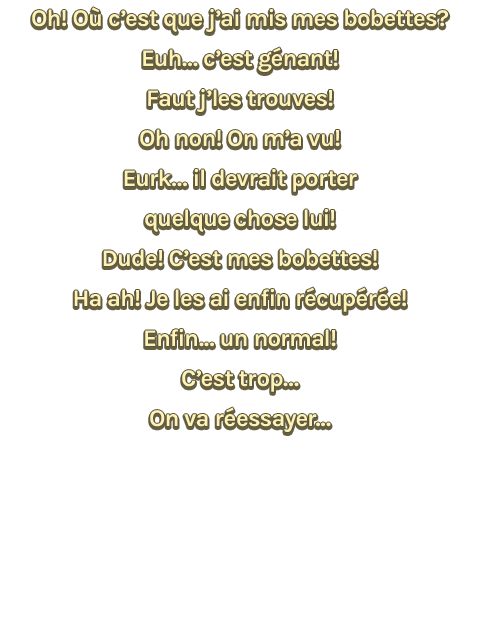 Oh! Où c'est que j'ai mis mes bobettes?
Euh... c'est génant!
Faut j'les trouves!
Oh non! On m'a vu!
Eurk... il devrait porter
quelque chose lui!
Dude! C'est mes bobettes!
Ha ah! Je les ai enfin récupérée!
Enfin... un normal!
C'est trop...
On va réessayer...